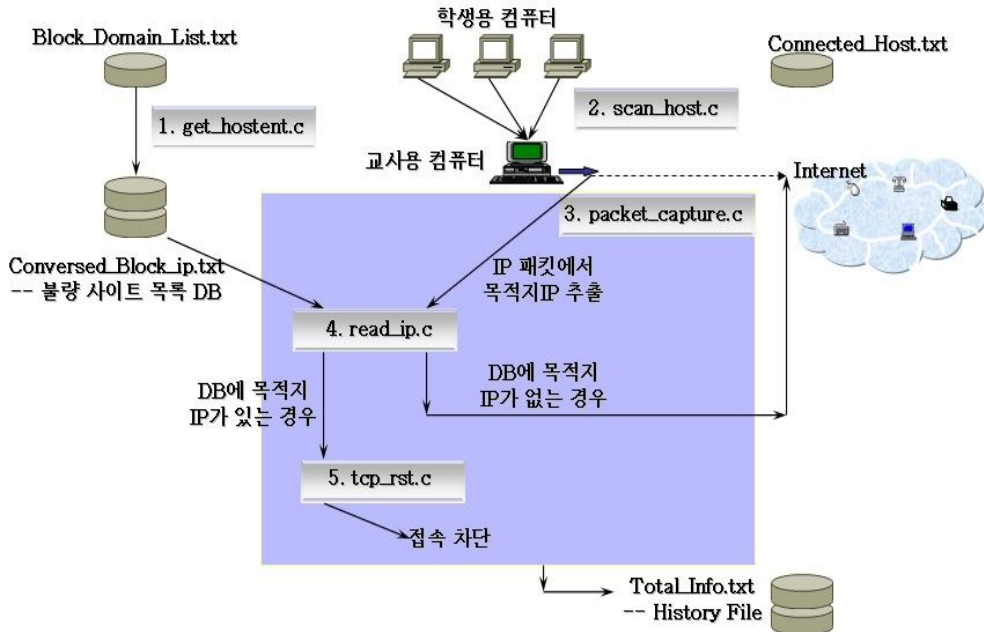 학생용 컴퓨터
Block_Domain_List.txt
Connected_Host.txt
1. get_hostent.c
2. scan_host.c
교사용 컴퓨터
Internet
3. packet_capture.c
Conversed_Block_ip.txt
-- 불량 사이트 목록 DB
IP 패킷에서
목적지IP 추출
4. read_ip.c
DB에 목적지
IP가 있는 경우
DB에 목적지
IP가 없는 경우
5. tcp_rst.c
접속 차단
Total_Info.txt
-- History File